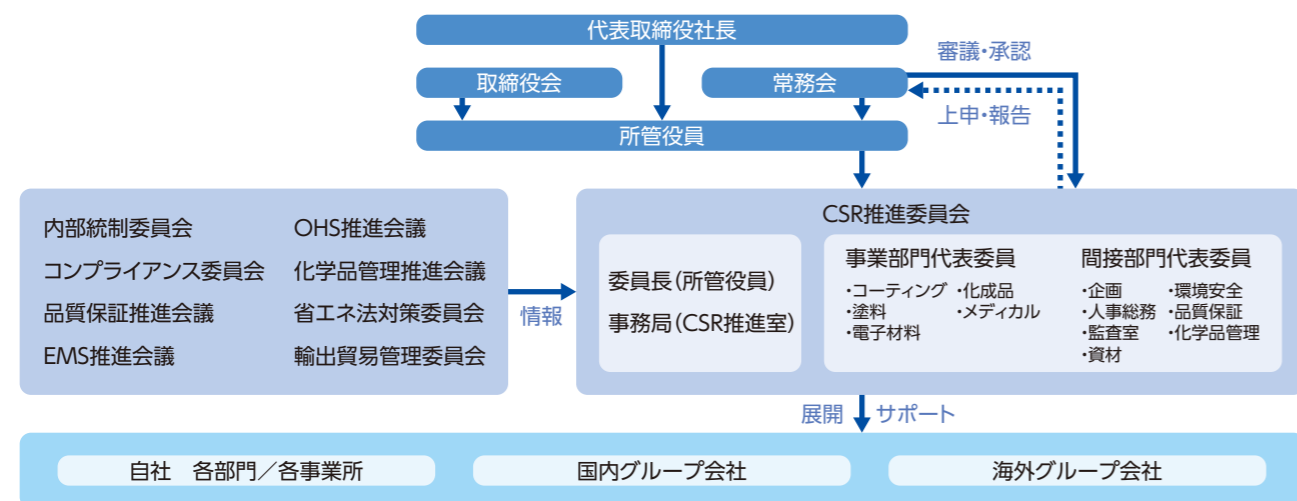 代表取締役社長
取締役会
常務会
審議・承認
上申・報告
所管役員
内部統制委員会
コンプライアンス委員会
品質保証推進会議
EMS推進会議
OHS推進会議
化学品管理推進会議
省エネ法対策委員会
輸出貿易管理委員会
情報
CSR推進委員会
委員長(所管役員)
事務局(CSR推進室)
事業部門代表委員
・コーティング ・化成品
・塗料 ・メディカル
・電子材料
間接部門代表委員
・企画 ・環境安全
・人事総務 ・品質保証
・監査室 ・化学品管理
・資材
展開 サポート
自社 各部門／各事業所
国内グループ会社
海外グループ会社